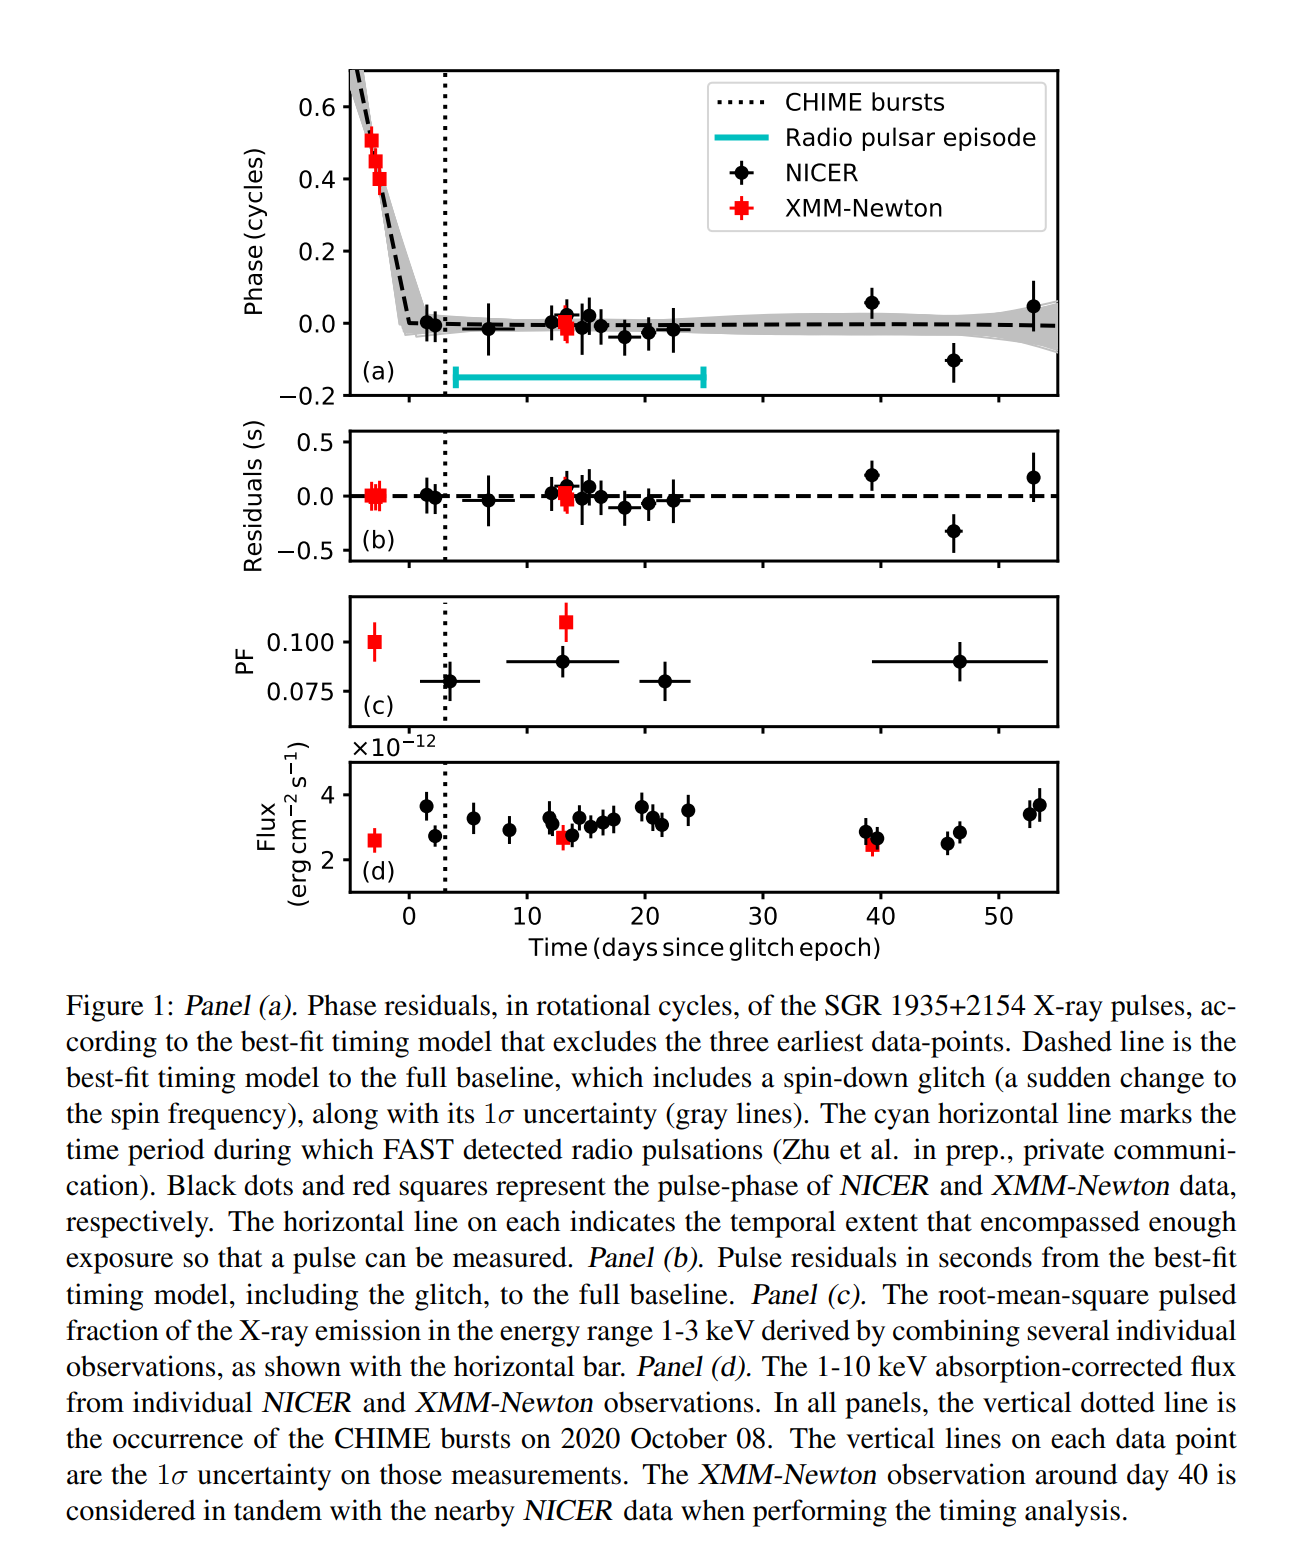 0.6
0.4
0.2
0.0
−0.2
Phase (cycles)
CHIME bursts
Radio pulsar episode
NICER
XMM-Newton
(a)
0.5
0.0
−0.5
Residuals (s)
(b)
0.100
0.075
PF
(c)
×10⁻¹²
4
2
Flux
(erg cm⁻² s⁻¹)
(d)
0 10 20 30 40 50
Time (days since glitch epoch)
Figure 1: Panel (a). Phase residuals, in rotational cycles, of the SGR 1935+2154 X-ray pulses, ac-
cording to the best-fit timing model that excludes the three earliest data-points. Dashed line is the
best-fit timing model to the full baseline, which includes a spin-down glitch (a sudden change to
the spin frequency), along with its 1σ uncertainty (gray lines). The cyan horizontal line marks the
time period during which FAST detected radio pulsations (Zhu et al. in prep., private communi-
cation). Black dots and red squares represent the pulse-phase of NICER and XMM-Newton data,
respectively. The horizontal line on each indicates the temporal extent that encompassed enough
exposure so that a pulse can be measured. Panel (b). Pulse residuals in seconds from the best-fit
timing model, including the glitch, to the full baseline. Panel (c). The root-mean-square pulsed
fraction of the X-ray emission in the energy range 1-3 keV derived by combining several individual
observations, as shown with the horizontal bar. Panel (d). The 1-10 keV absorption-corrected flux
from individual NICER and XMM-Newton observations. In all panels, the vertical dotted line is
the occurrence of the CHIME bursts on 2020 October 08. The vertical lines on each data point
are the 1σ uncertainty on those measurements. The XMM-Newton observation around day 40 is
considered in tandem with the nearby NICER data when performing the timing analysis.